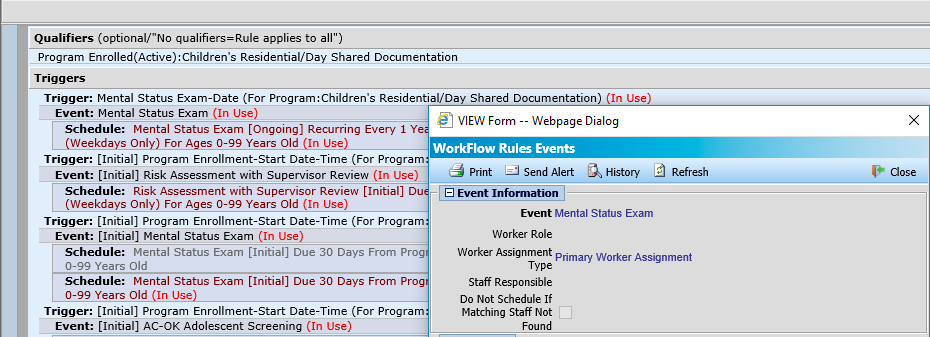 Qualifiers (optional/"No qualifiers=Rule applies to all")
Program Enrolled(Active):Children's Residential/Day Shared Documentation
Triggers
Trigger: Mental Status Exam-Date (For Program:Children's Residential/Day Shared Documentation) (In Use)
Event: Mental Status Exam (In Use)
Schedule: Mental Status Exam [Ongoing] Recurring Every 1 Yea
(Weekdays Only) For Ages 0-99 Years Old (In Use)
Trigger: [Initial] Program Enrollment-Start Date-Time (For Program:
Event: [Initial] Risk Assessment with Supervisor Review (In Use)
Schedule: Risk Assessment with Supervisor Review [Initial] Due
(Weekdays Only) For Ages 0-99 Years Old (In Use)
Trigger: [Initial] Program Enrollment-Start Date-Time (For Program:
Event: [Initial] Mental Status Exam (In Use)
Schedule: Mental Status Exam [Initial] Due 30 Days From Progr
0-99 Years Old
Schedule: Mental Status Exam [Initial] Due 30 Days From Progr
0-99 Years Old (In Use)
Trigger: [Initial] Program Enrollment-Start Date-Time (For Program:
Event: [Initial] AC-OK Adolescent Screening (In Use)
VIEW Form -- Webpage Dialog
WorkFlow Rules Events
Print Send Alert History Refresh Close
Event Information
Event Mental Status Exam
Worker Role
Worker Assignment Type Primary Worker Assignment
Staff Responsible
Do Not Schedule If
Matching Staff Not
Found